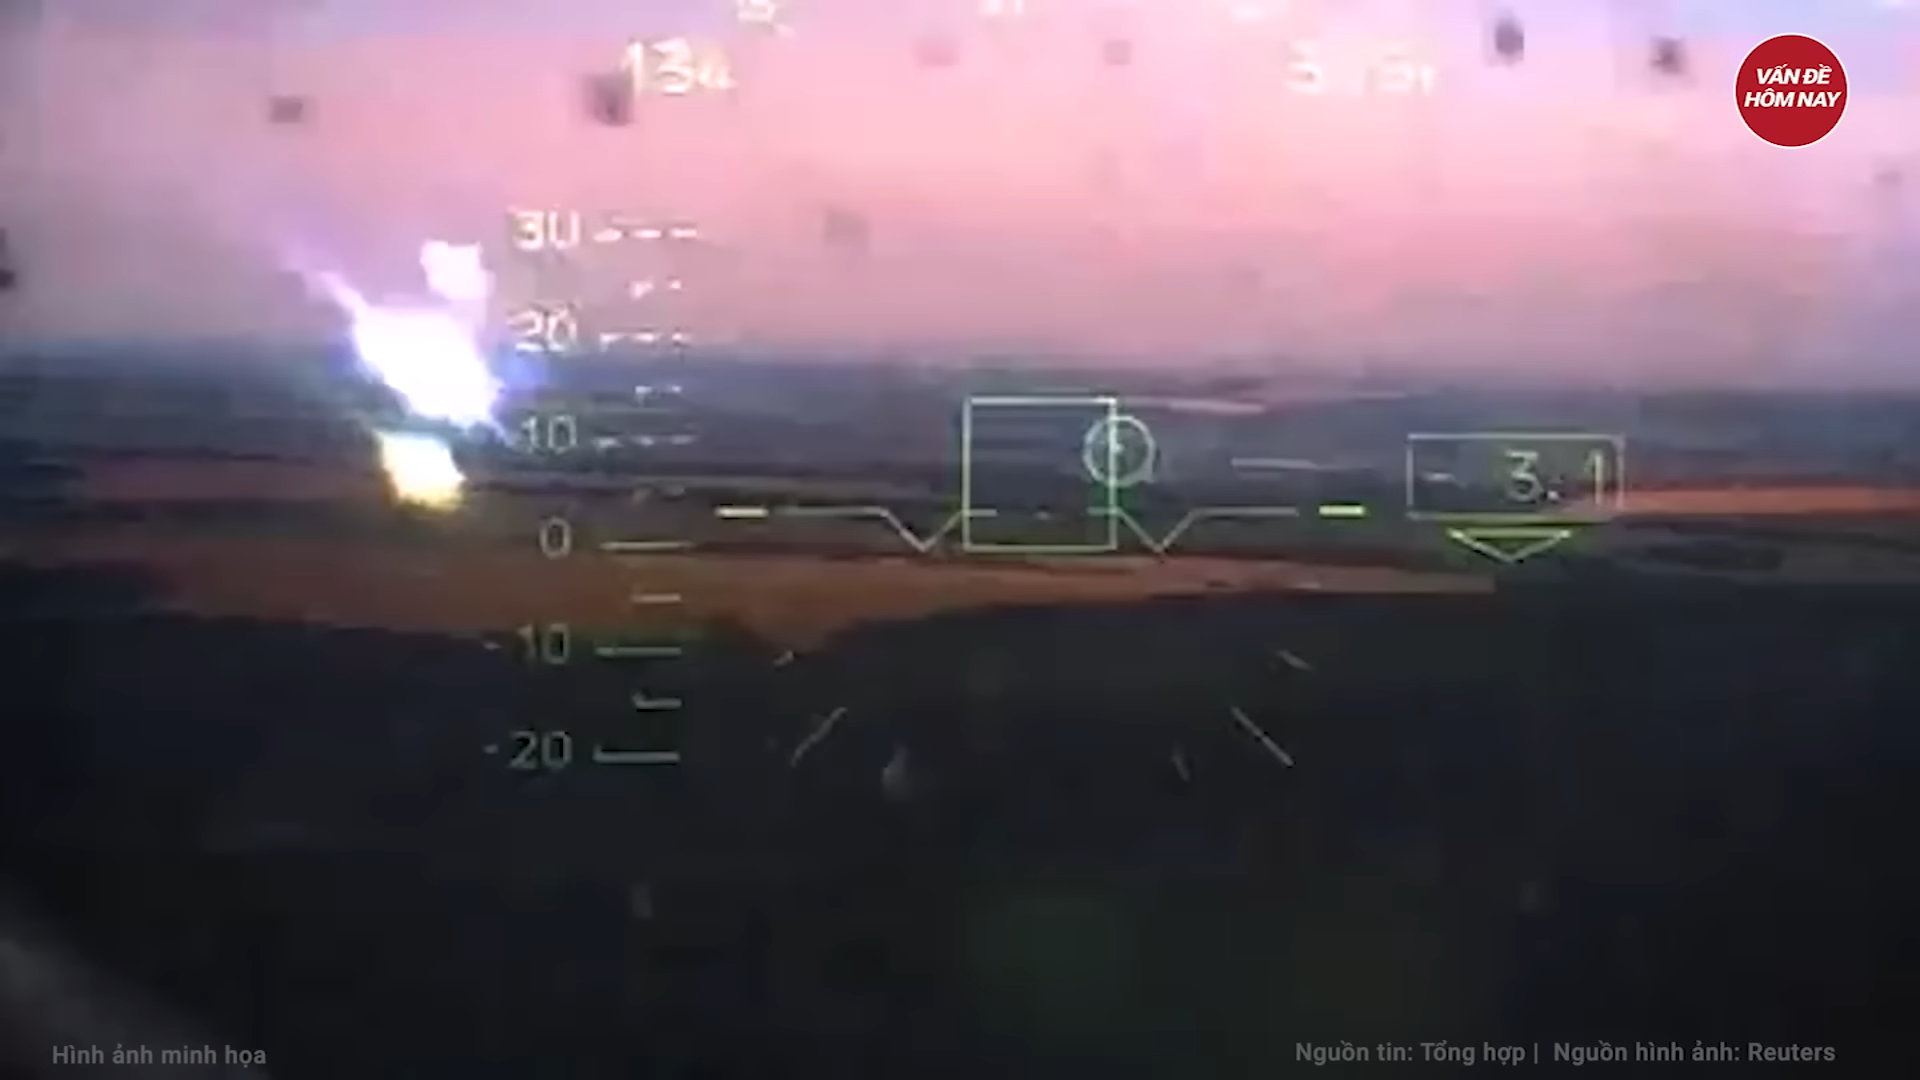 VẤN ĐỀ
HÔM NAY
30
20
10
0
- 3.1
-10
-20
Hình ảnh minh họa
Nguồn tin: Tổng hợp | Nguồn hình ảnh: Reuters